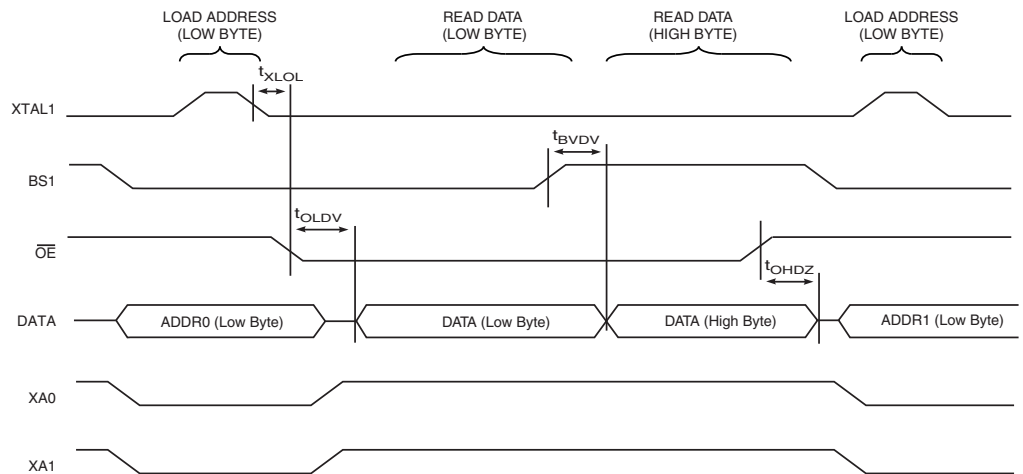 LOAD ADDRESS
(LOW BYTE)
READ DATA
(LOW BYTE)
READ DATA
(HIGH BYTE)
LOAD ADDRESS
(LOW BYTE)
tXLOL
XTAL1
tBVDV
BS1
tOLDV
OE
tOHDZ
DATA
ADDR0 (Low Byte)
DATA (Low Byte)
DATA (High Byte)
ADDR1 (Low Byte)
XA0
XA1